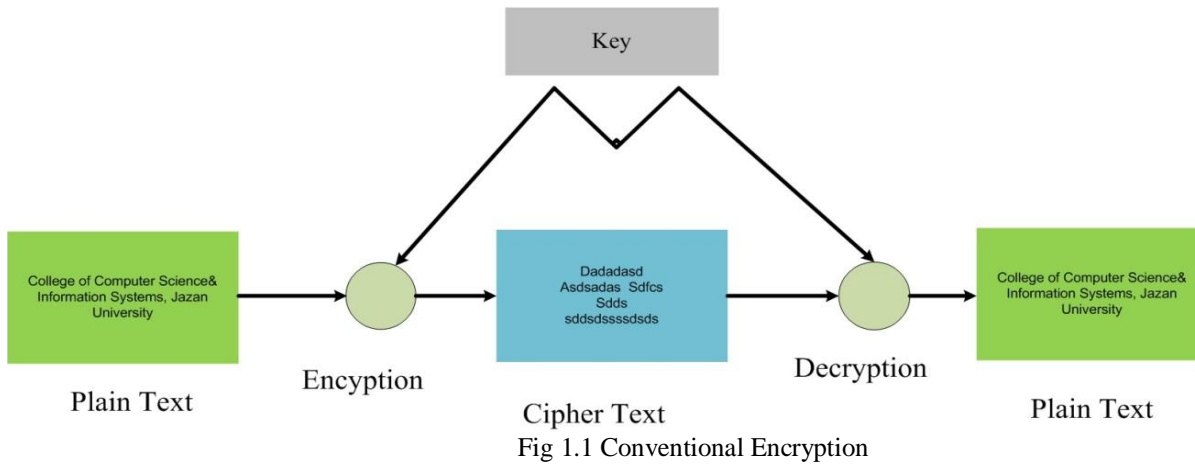 Key
College of Computer Science&
Information Systems, Jazan
University
Dadadasd
Asdsadas Sdfcs
Sdds
sddsdssssdsds
College of Computer Science&
Information Systems, Jazan
University
Plain Text
Encyption
Cipher Text
Decryption
Plain Text
Fig 1.1 Conventional Encryption